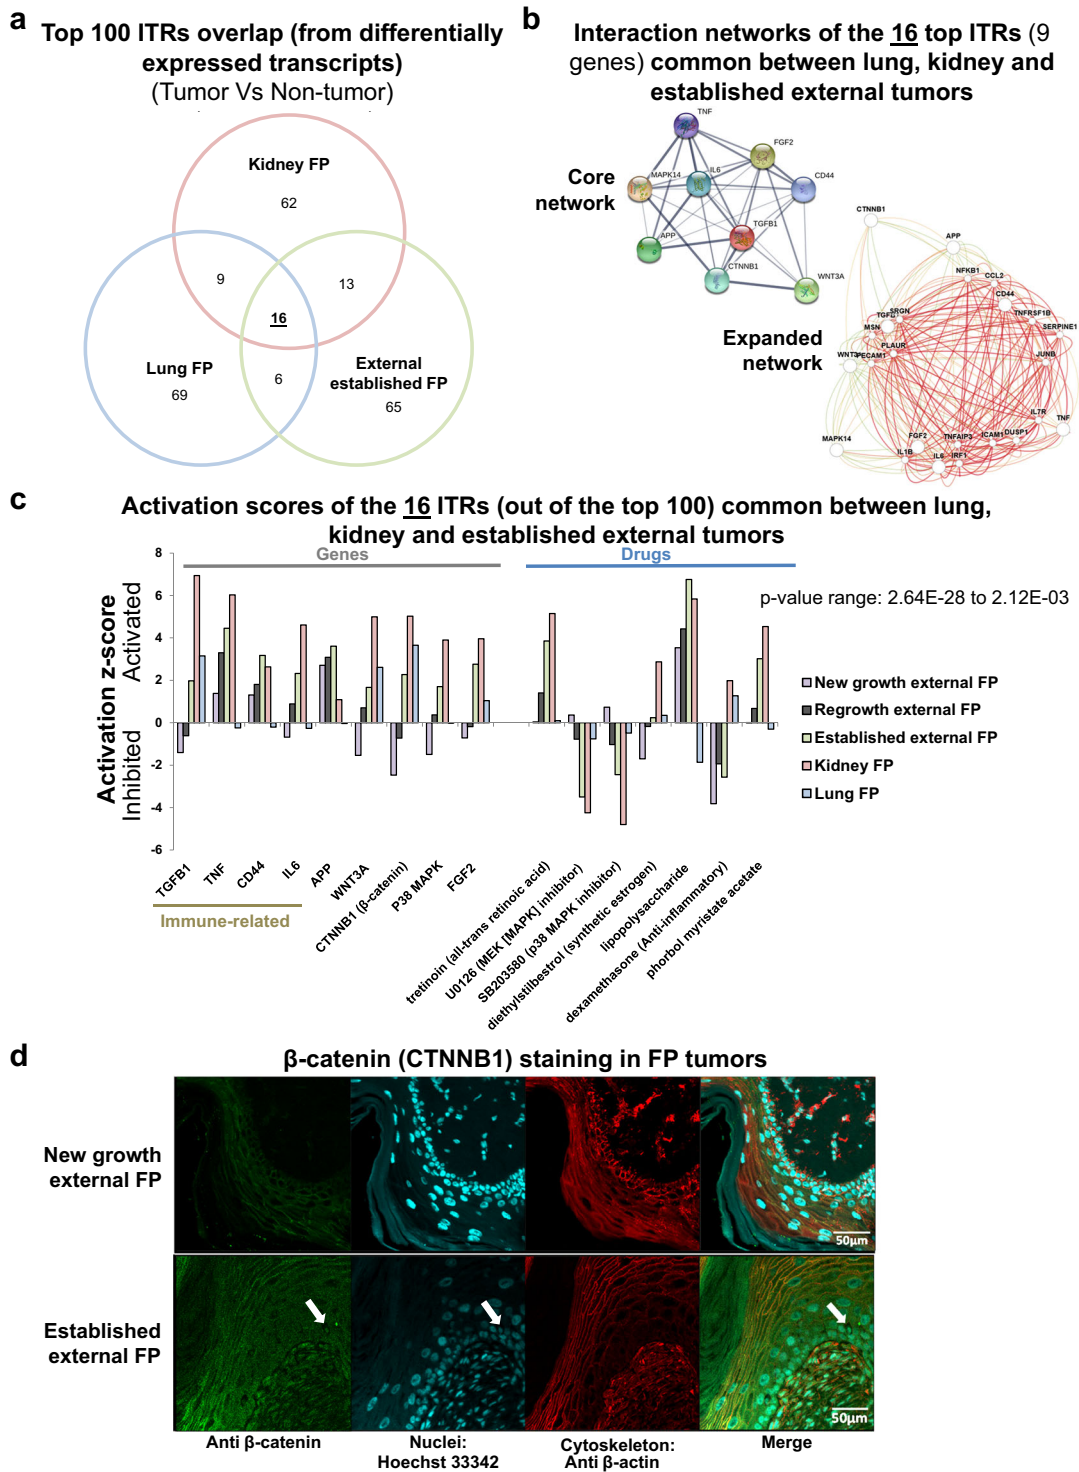 a
Top 100 ITRs overlap (from differentially
expressed transcripts)
(Tumor Vs Non-tumor)
Kidney FP
62
9
13
16
Lung FP
69
6
External
established FP
65
b
Interaction networks of the 16 top ITRs (9
genes) common between lung, kidney and
established external tumors
Core
network
TNF
FGF2
MAPK14
IL6
CD44
TGFB1
APP
CTNNB1
WNT3A
Expanded
network
CTNNB1
APP
NFKB1
CCL2
CD44
TNFRSF1B
SERPINE1
JUNB
IL7R
TNF
DUSP1
ICAM1
TNFAIP3
IRF1
IL6
FGF2
IL1B
MAPK14
WNT3A
PECAM1
PLAUR
MSN
TGFB1
SRGN
c
Activation scores of the 16 ITRs (out of the top 100) common between lung,
kidney and established external tumors
Genes
Drugs
p-value range: 2.64E-28 to 2.12E-03
Activation z-score
Activated
Inhibited
8
6
4
2
0
-2
-4
-6
New growth external FP
Regrowth external FP
Established external FP
Kidney FP
Lung FP
TGFB1
TNF
CD44
IL6
APP
WNT3A
CTNNB1 (β-catenin)
P38 MAPK
FGF2
tretinoin (all-trans retinoic acid)
U0126 (MEK [MAPK] inhibitor)
SB203580 (p38 MAPK inhibitor)
diethylstilbestrol (synthetic estrogen)
lipopolysaccharide
dexamethasone (Anti-inflammatory)
phorbol myristate acetate
Immune-related
d
β-catenin (CTNNB1) staining in FP tumors
New growth
external FP
50μm
Established
external FP
50μm
Anti β-catenin
Nuclei:
Hoechst 33342
Cytoskeleton:
Anti β-actin
Merge